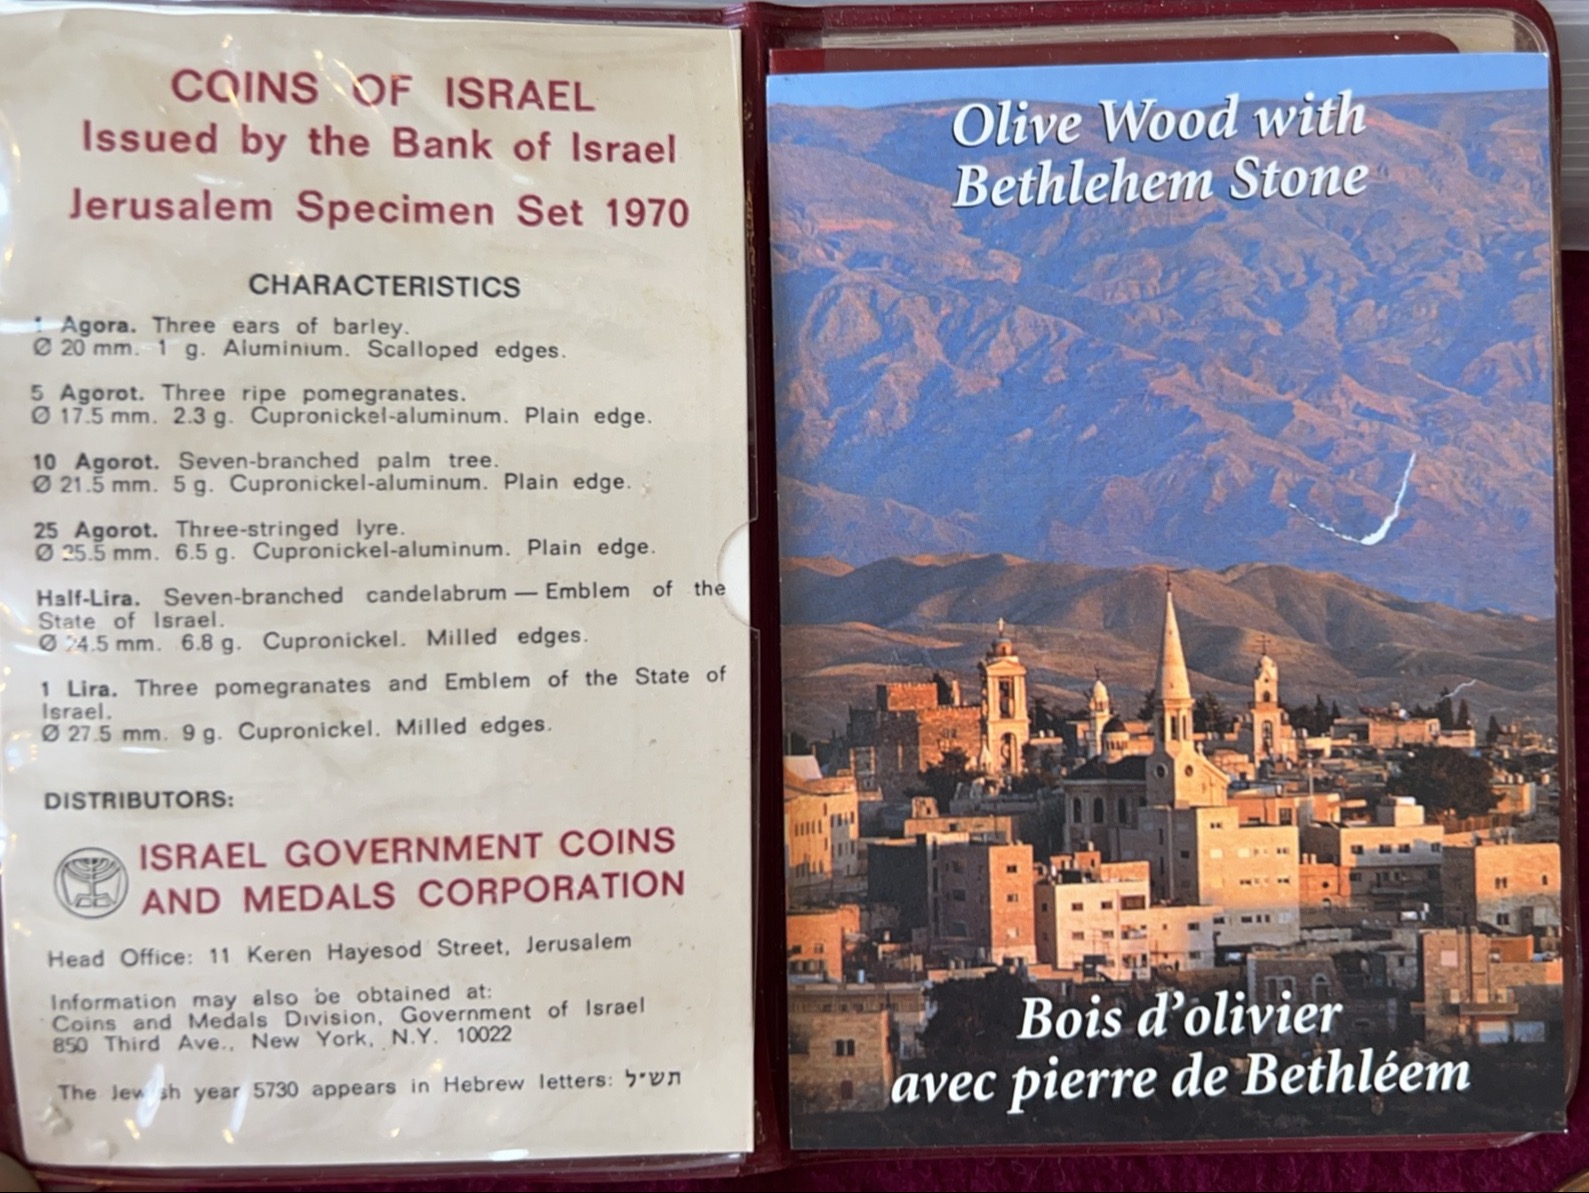 COINS OF ISRAEL
Issued by the Bank of Israel
Jerusalem Specimen Set 1970
CHARACTERISTICS
1 Agora. Three ears of barley.
Ø 20 mm. 1 g. Aluminium. Scalloped edges.
5 Agorot. Three ripe pomegranates.
Ø 17.5 mm. 2.3 g. Cupronickel-aluminum. Plain edge.
10 Agorot. Seven-branched palm tree.
Ø 21.5 mm. 5 g. Cupronickel-aluminum. Plain edge.
25 Agorot. Three-stringed lyre.
Ø 25.5 mm. 6.5 g. Cupronickel-aluminum. Plain edge.
Half-Lira. Seven-branched candelabrum — Emblem of the
State of Israel.
Ø 24.5 mm. 6.8 g. Cupronickel. Milled edges.
1 Lira. Three pomegranates and Emblem of the State of
Israel.
Ø 27.5 mm. 9 g. Cupronickel. Milled edges.
DISTRIBUTORS:
ISRAEL GOVERNMENT COINS
AND MEDALS CORPORATION
Head Office: 11 Keren Hayesod Street, Jerusalem
Information may also be obtained at:
Coins and Medals Division, Government of Israel
850 Third Ave., New York, N.Y. 10022
The Jewish year 5730 appears in Hebrew letters: תש״ל
Olive Wood with
Bethlehem Stone
Bois d'olivier
avec pierre de Bethléem